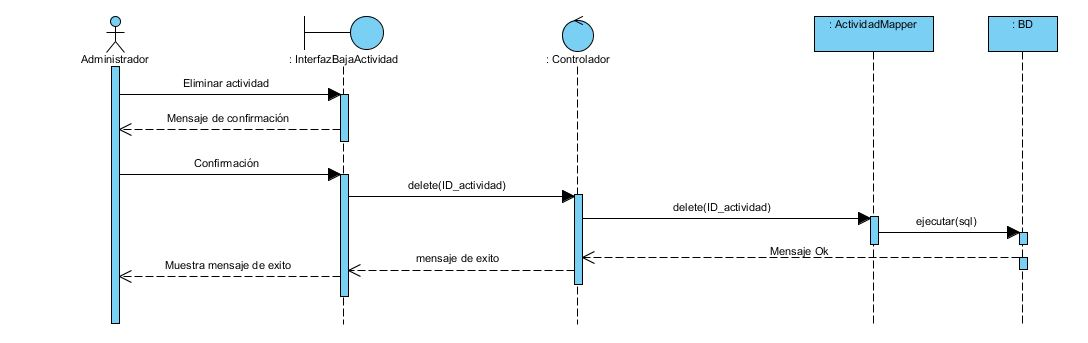 Administrador
: InterfazBajaActividad
: Controlador
: ActividadMapper
: BD
Eliminar actividad
Mensaje de confirmación
Confirmación
delete(ID_actividad)
delete(ID_actividad)
ejecutar(sql)
Mensaje Ok
mensaje de exito
Muestra mensaje de exito